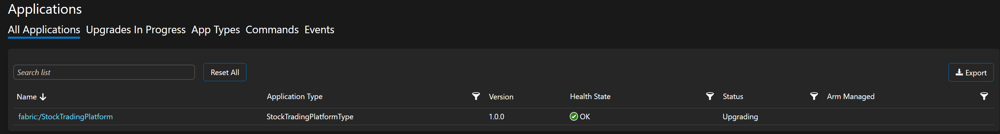 Applications
All Applications Upgrades In Progress App Types Commands Events
Search list Reset All Export
Name Application Type Version Health State Status Arm Managed
fabric:/StockTradingPlatform StockTradingPlatformType 1.0.0 OK Upgrading